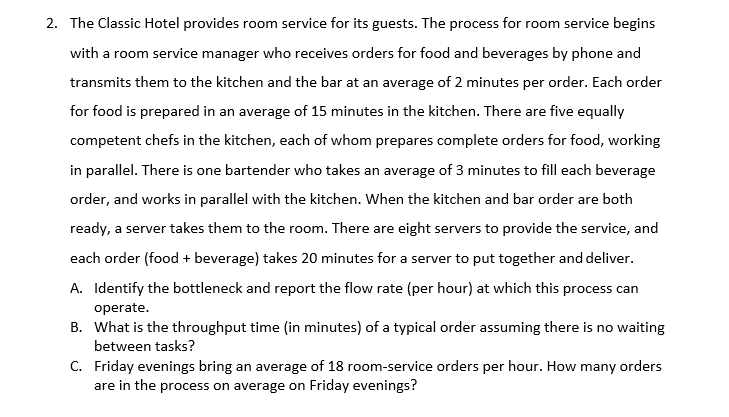 2. The Classic Hotel provides room service for its guests. The process for room service begins
with a room service manager who receives orders for food and beverages by phone and
transmits them to the kitchen and the bar at an average of 2 minutes per order. Each order
for food is prepared in an average of 15 minutes in the kitchen. There are five equally
competent chefs in the kitchen, each of whom prepares complete orders for food, working
in parallel. There is one bartender who takes an average of 3 minutes to fill each beverage
order, and works in parallel with the kitchen. When the kitchen and bar order are both
ready, a server takes them to the room. There are eight servers to provide the service, and
each order (food + beverage) takes 20 minutes for a server to put together and deliver.
A. Identify the bottleneck and report the flow rate (per hour) at which this process can
operate.
B. What is the throughput time (in minutes) of a typical order assuming there is no waiting
between tasks?
C. Friday evenings bring an average of 18 room-service orders per hour. How many orders
are in the process on average on Friday evenings?